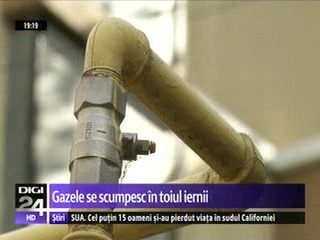 19:19
DIGI
24
HD
Gazele se scumpesc în toiul iernii
Știri
SUA. Cel puțin 15 oameni și-au pierdut viața în sudul Californiei